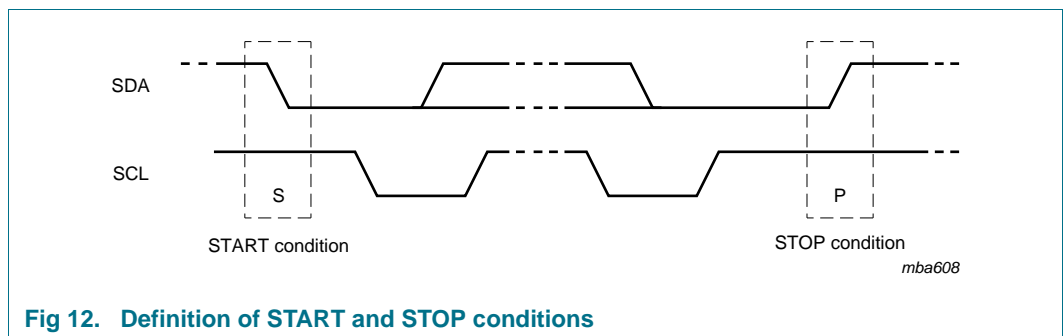 SDA
SCL
S
P
START condition
STOP condition
mba608
Fig 12. Definition of START and STOP conditions